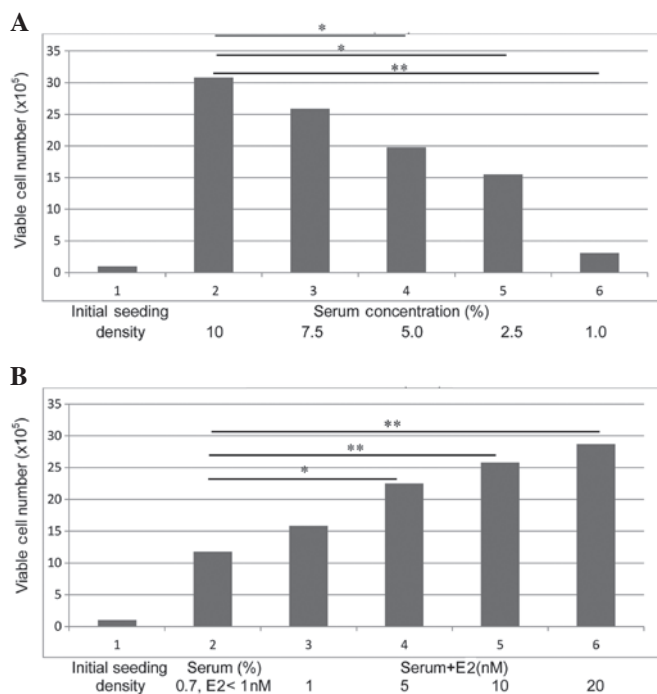 A
*
*
**
35
30
25
20
15
10
5
0
Viable cell number (x10⁵)
1 2 3 4 5 6
Initial seeding Serum concentration (%)
density 10 7.5 5.0 2.5 1.0
B
**
**
*
35
30
25
20
15
10
5
0
Viable cell number (x10⁵)
1 2 3 4 5 6
Initial seeding Serum (%) Serum+E2(nM)
density 0.7, E2< 1nM 1 5 10 20